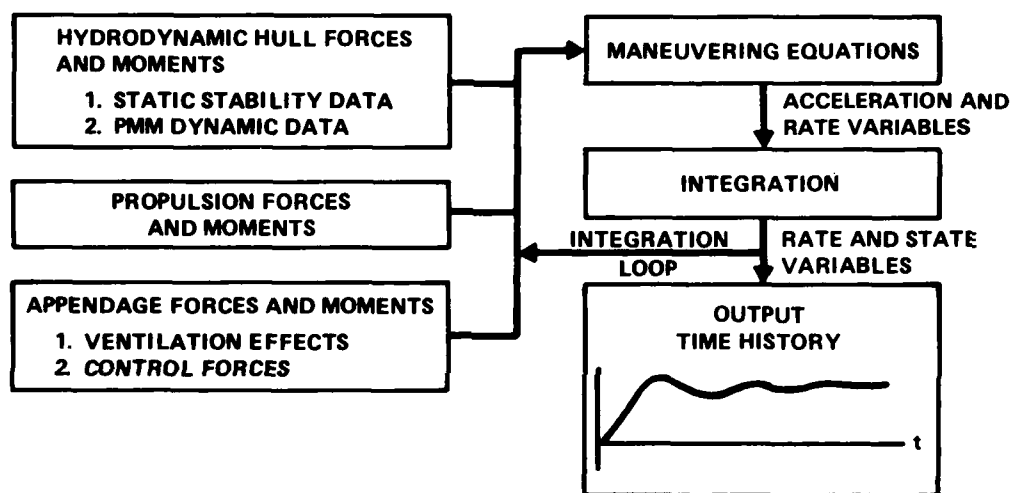 HYDRODYNAMIC HULL FORCES
AND MOMENTS
1. STATIC STABILITY DATA
2. PMM DYNAMIC DATA
PROPULSION FORCES
AND MOMENTS
APPENDAGE FORCES AND MOMENTS
1. VENTILATION EFFECTS
2. CONTROL FORCES
MANEUVERING EQUATIONS
ACCELERATION AND
RATE VARIABLES
INTEGRATION
INTEGRATION
LOOP
RATE AND STATE
VARIABLES
OUTPUT
TIME HISTORY
t